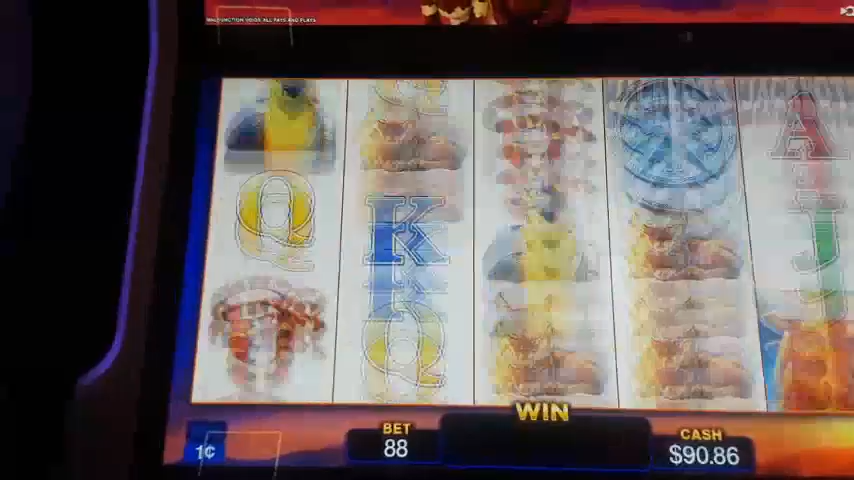 MALFUNCTION VOIDS ALL PAYS AND PLAYS
Q
K
K
Q
A
J
WIN
BET
88
CASH
$90.86
1¢